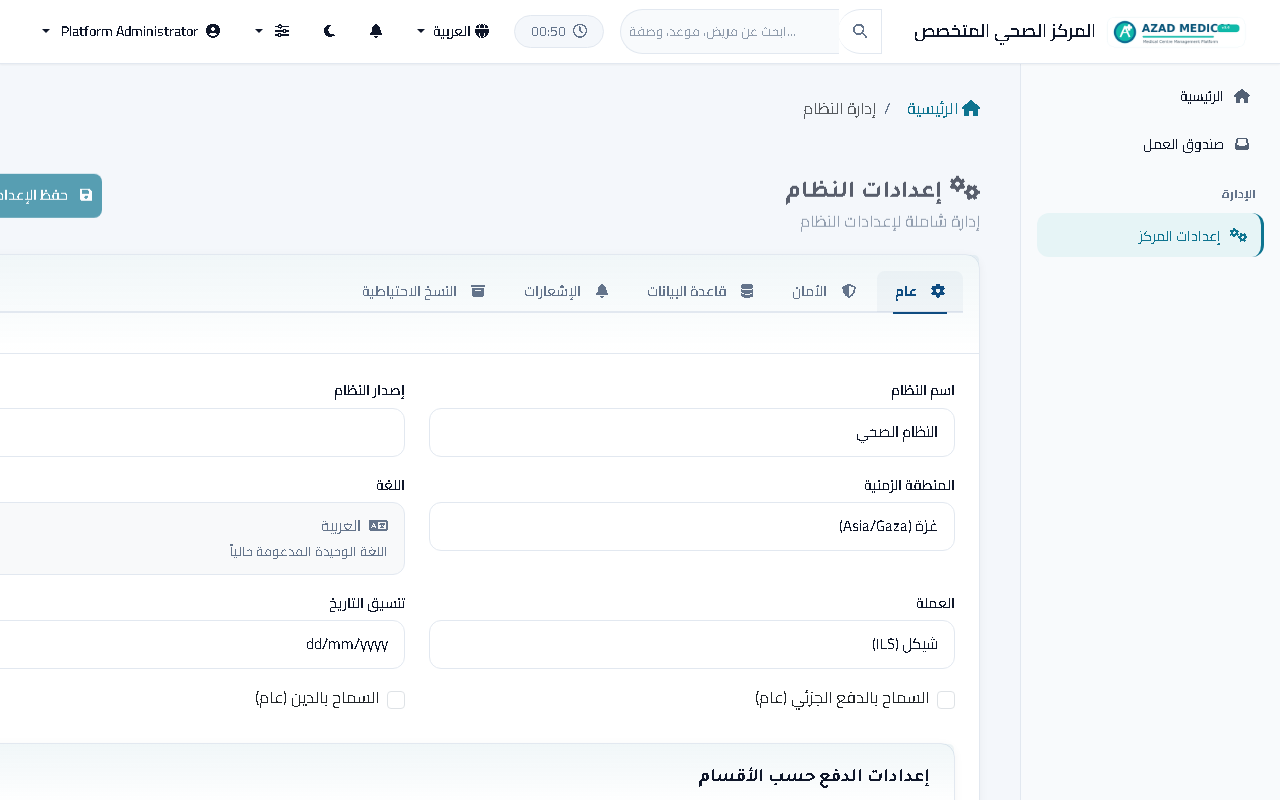 AZAD MEDIC
Medical Centre Management Platform
المركز الصحي المتخصص
ابحث عن مريض، موعد، وصفة...
00:50
العربية
Platform Administrator
الرئيسية
صندوق العمل
الإدارة
إعدادات المركز
الرئيسية / إدارة النظام
إعدادات النظام
إدارة شاملة لإعدادات النظام
حفظ الإعداد
عام
الأمان
قاعدة البيانات
الإشعارات
النسخ الاحتياطية
اسم النظام
إصدار النظام
النظام الصحي
المنطقة الزمنية
اللغة
غزة (Asia/Gaza)
العربية
اللغة الوحيدة المدعومة حالياً
العملة
تنسيق التاريخ
شيكل (ILS)
dd/mm/yyyy
السماح بالدفع الجزئي (عام)
السماح بالدين (عام)
إعدادات الدفع حسب الأقسام